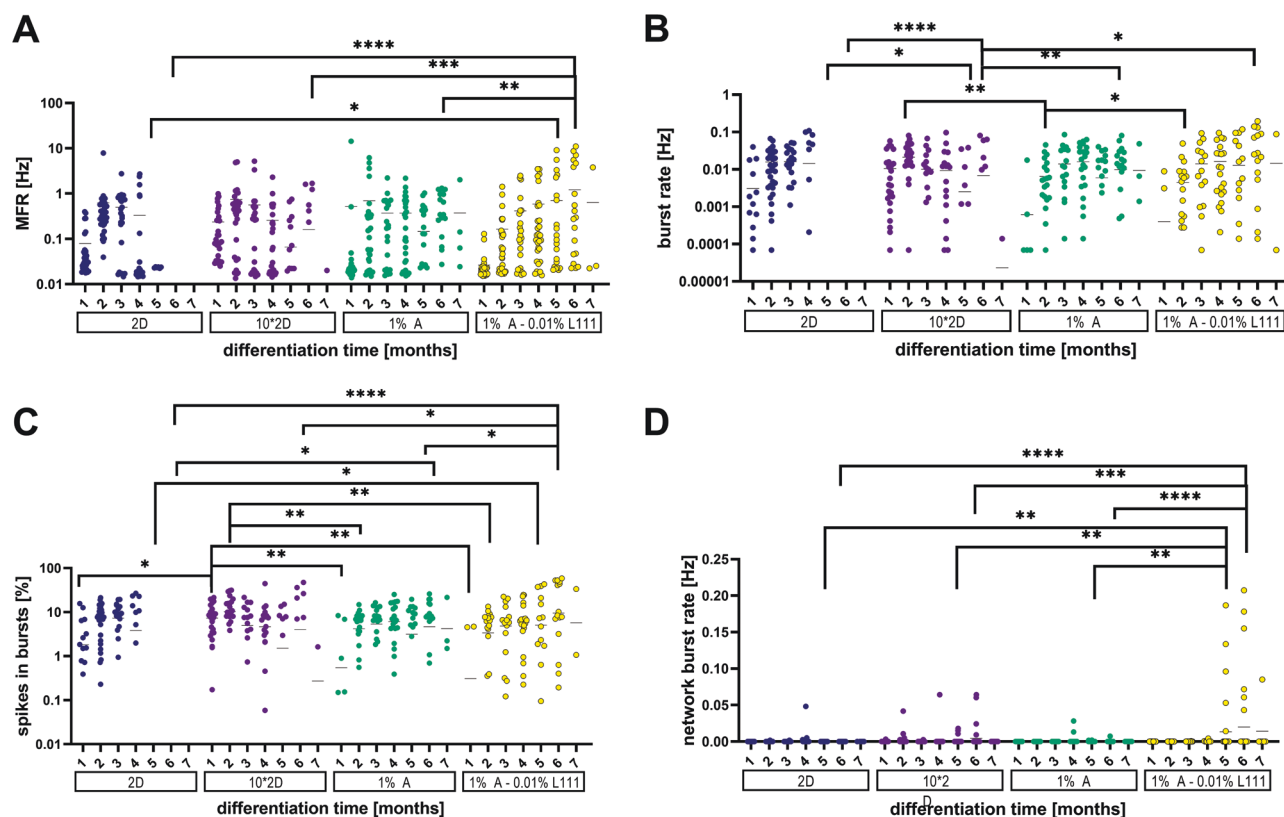 A
****
***
**
*
MFR [Hz]
100
10
1
0.1
0.01
1 2 3 4 5 6 7 1 2 3 4 5 6 7 1 2 3 4 5 6 7 1 2 3 4 5 6 7
2D 10*2D 1% A 1% A - 0.01% L111
differentiation time [months]
B
****
*
*
**
**
*
burst rate [Hz]
1
0.1
0.01
0.001
0.0001
0.00001
1 2 3 4 5 6 7 1 2 3 4 5 6 7 1 2 3 4 5 6 7 1 2 3 4 5 6 7
2D 10*2D 1% A 1% A - 0.01% L111
differentiation time [months]
C
****
*
*
*
*
**
**
**
**
*
spikes in bursts [%]
100
10
1
0.1
0.01
1 2 3 4 5 6 7 1 2 3 4 5 6 7 1 2 3 4 5 6 7 1 2 3 4 5 6 7
2D 10*2D 1% A 1% A - 0.01% L111
differentiation time [months]
D
****
***
****
**
**
**
network burst rate [Hz]
0.25
0.20
0.15
0.10
0.05
0.00
1 2 3 4 5 6 7 1 2 3 4 5 6 7 1 2 3 4 5 6 7 1 2 3 4 5 6 7
2D 10*2 1% A 1% A - 0.01% L111
D
differentiation time [months]